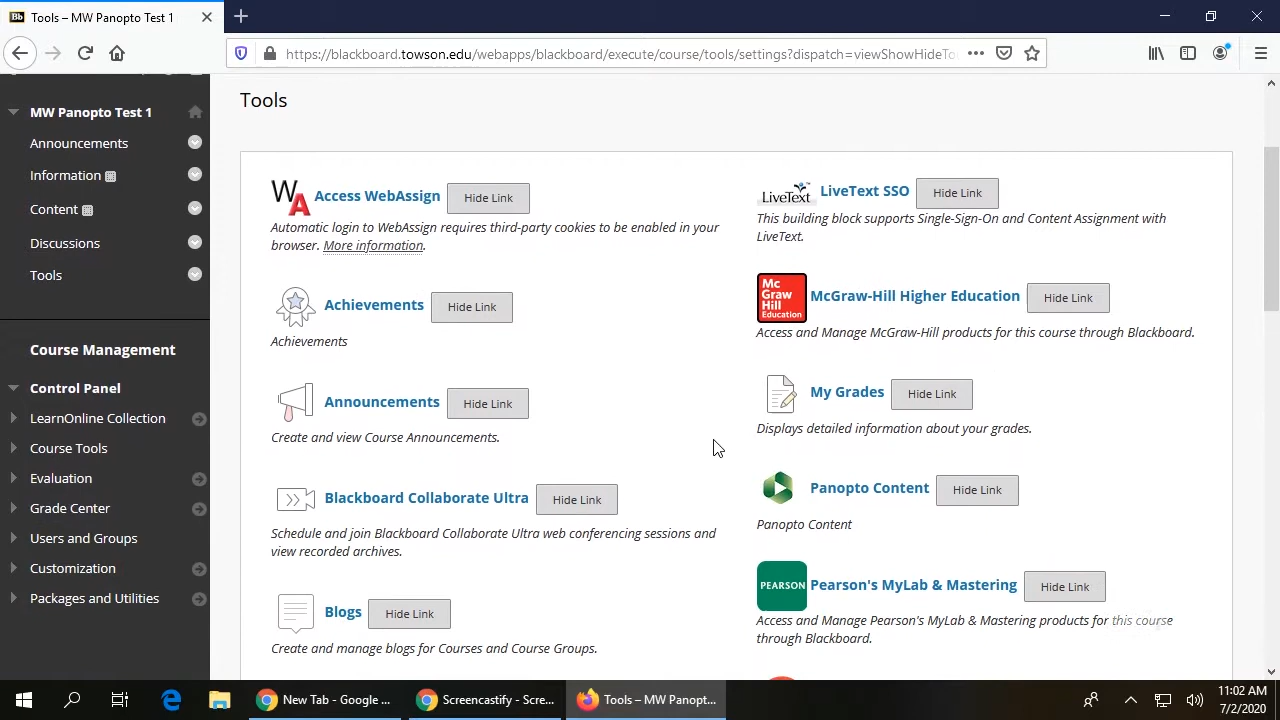 Bb Tools – MW Panopto Test 1
https://blackboard.towson.edu/webapps/blackboard/execute/course/tools/settings?dispatch=viewShowHideTo
MW Panopto Test 1
Announcements
Information
Content
Discussions
Tools
Course Management
Control Panel
LearnOnline Collection
Course Tools
Evaluation
Grade Center
Users and Groups
Customization
Packages and Utilities
Tools
WA Access WebAssign Hide Link
Automatic login to WebAssign requires third-party cookies to be enabled in your
browser. More information.
Achievements Hide Link
Achievements
Announcements Hide Link
Create and view Course Announcements.
Blackboard Collaborate Ultra Hide Link
Schedule and join Blackboard Collaborate Ultra web conferencing sessions and
view recorded archives.
Blogs Hide Link
Create and manage blogs for Courses and Course Groups.
LiveText LiveText SSO Hide Link
This building block supports Single-Sign-On and Content Assignment with
LiveText.
Mc
Graw
Hill
Education
McGraw-Hill Higher Education Hide Link
Access and Manage McGraw-Hill products for this course through Blackboard.
My Grades Hide Link
Displays detailed information about your grades.
Panopto Content Hide Link
Panopto Content
PEARSON Pearson's MyLab & Mastering Hide Link
Access and Manage Pearson's MyLab & Mastering products for this course
through Blackboard.
New Tab - Google ...
Screencastify - Scre...
Tools – MW Panopt...
11:02 AM
7/2/2020